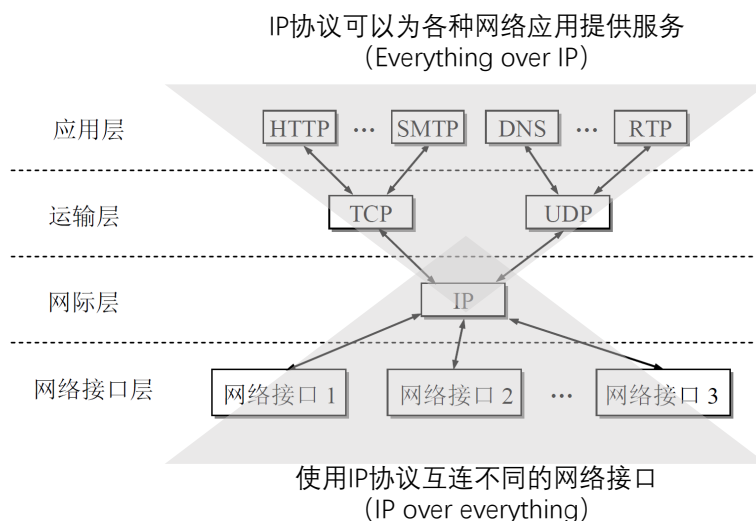 IP协议可以为各种网络应用提供服务
（Everything over IP）
应用层 HTTP … SMTP DNS … RTP
运输层 TCP UDP
网际层 IP
网络接口层 网络接口 1 网络接口 2 … 网络接口 3
使用IP协议互连不同的网络接口
（IP over everything）